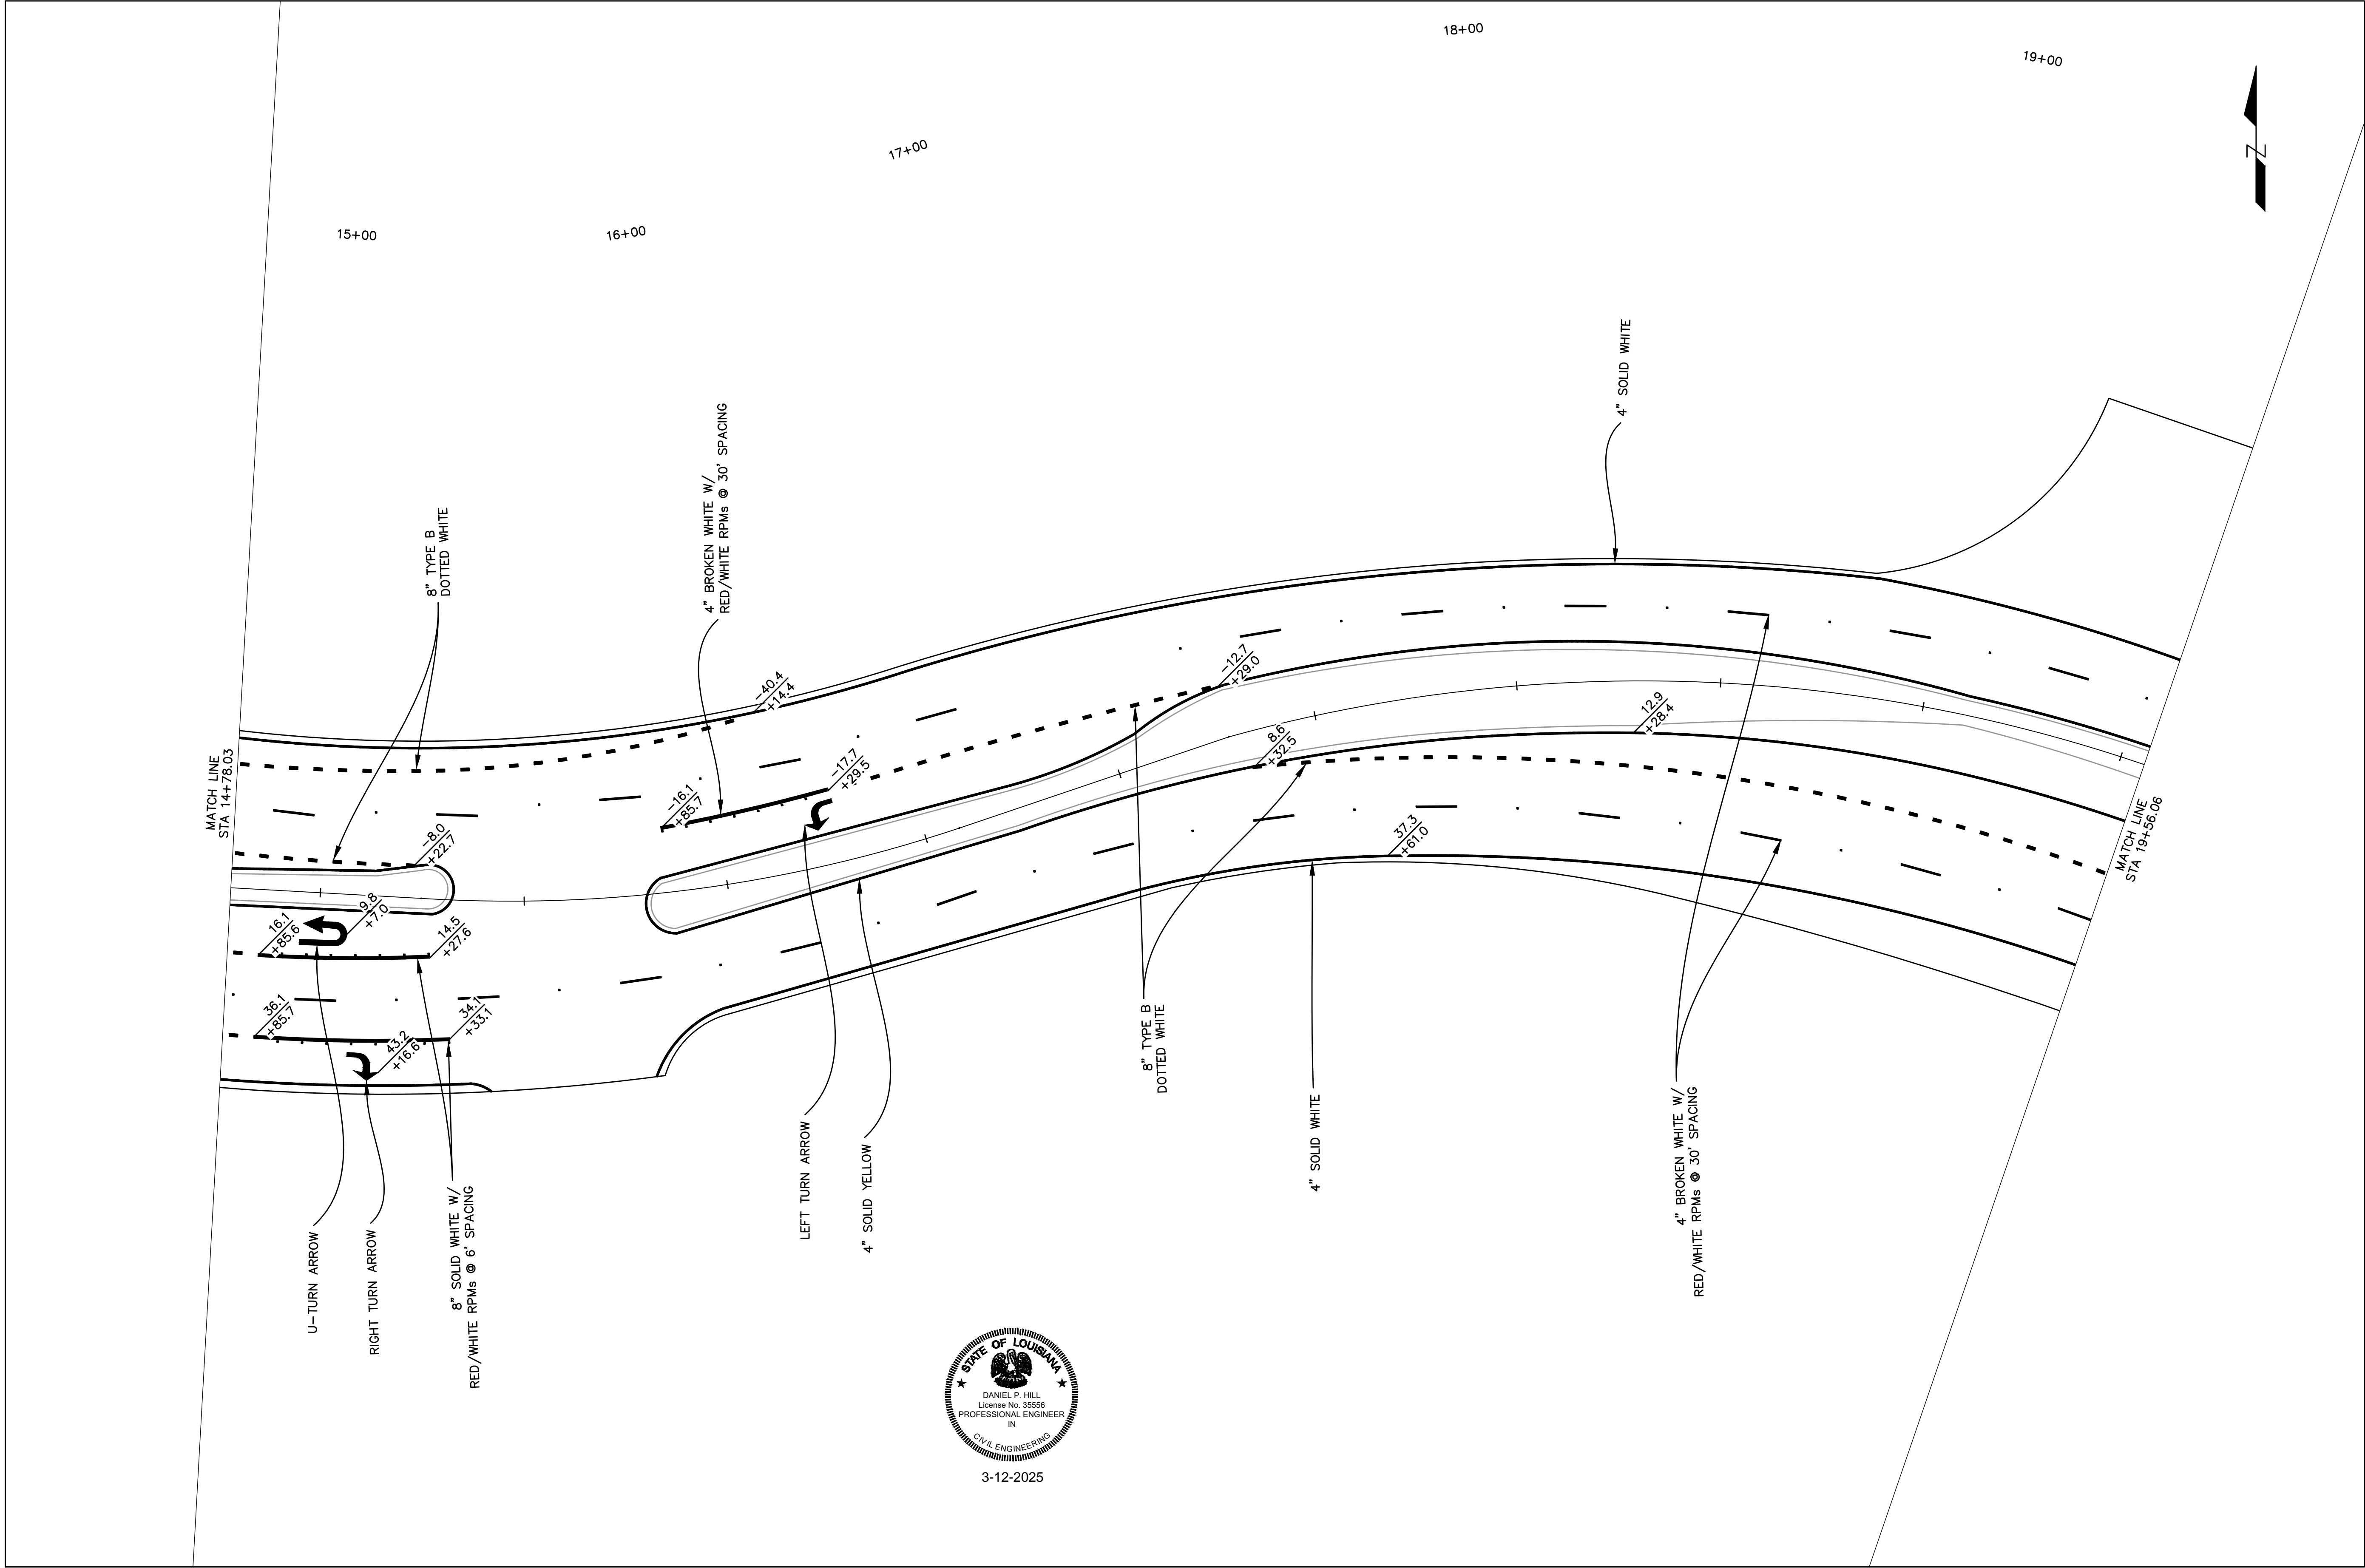 18+00
19+00
17+00
15+00
16+00
4" SOLID WHITE
4" BROKEN WHITE W/
RED/WHITE RPMs @ 30' SPACING
8" TYPE B
DOTTED WHITE
N
-40.4
+14.4
-12.7
+29.0
12.9
+28.4
8.6
+32.5
-17.7
+29.5
-16.1
+85.7
MATCH LINE
STA 14+78.03
-8.0
+22.7
MATCH LINE
STA 19+56.06
37.3
+61.0
9.8
+7.0
16.1
+85.6
14.5
+27.6
36.1
+85.7
34.1
+33.1
43.2
+16.6
8" TYPE B
DOTTED WHITE
4" BROKEN WHITE W/
RED/WHITE RPMs @ 30' SPACING
4" SOLID WHITE
LEFT TURN ARROW
4" SOLID YELLOW
8" SOLID WHITE W/
RED/WHITE RPMs @ 6' SPACING
U-TURN ARROW
RIGHT TURN ARROW
STATE OF LOUISIANA
DANIEL P. HILL
License No. 35556
PROFESSIONAL ENGINEER
IN
CIVIL ENGINEERING
3-12-2025